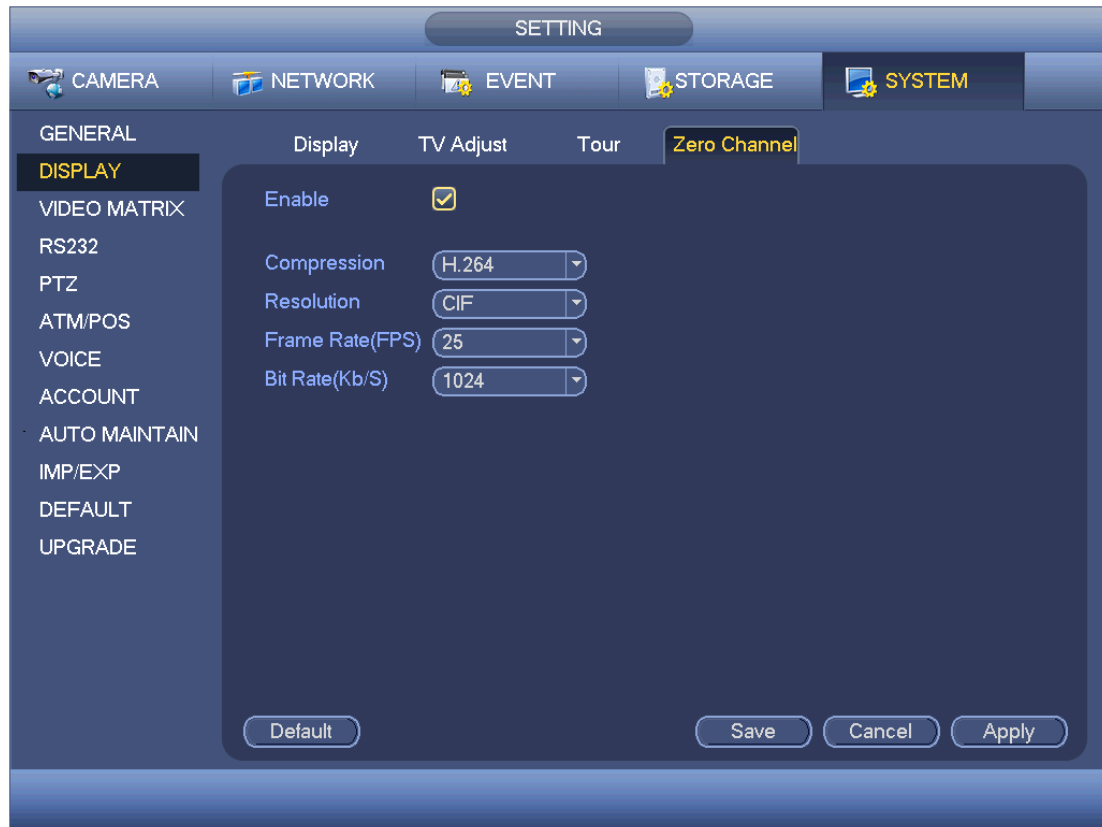 SETTING
CAMERA NETWORK EVENT STORAGE SYSTEM
GENERAL
DISPLAY
VIDEO MATRIX
RS232
PTZ
ATM/POS
VOICE
ACCOUNT
AUTO MAINTAIN
IMP/EXP
DEFAULT
UPGRADE
Display TV Adjust Tour Zero Channel
Enable
Compression H.264
Resolution CIF
Frame Rate(FPS) 25
Bit Rate(Kb/S) 1024
Default Save Cancel Apply